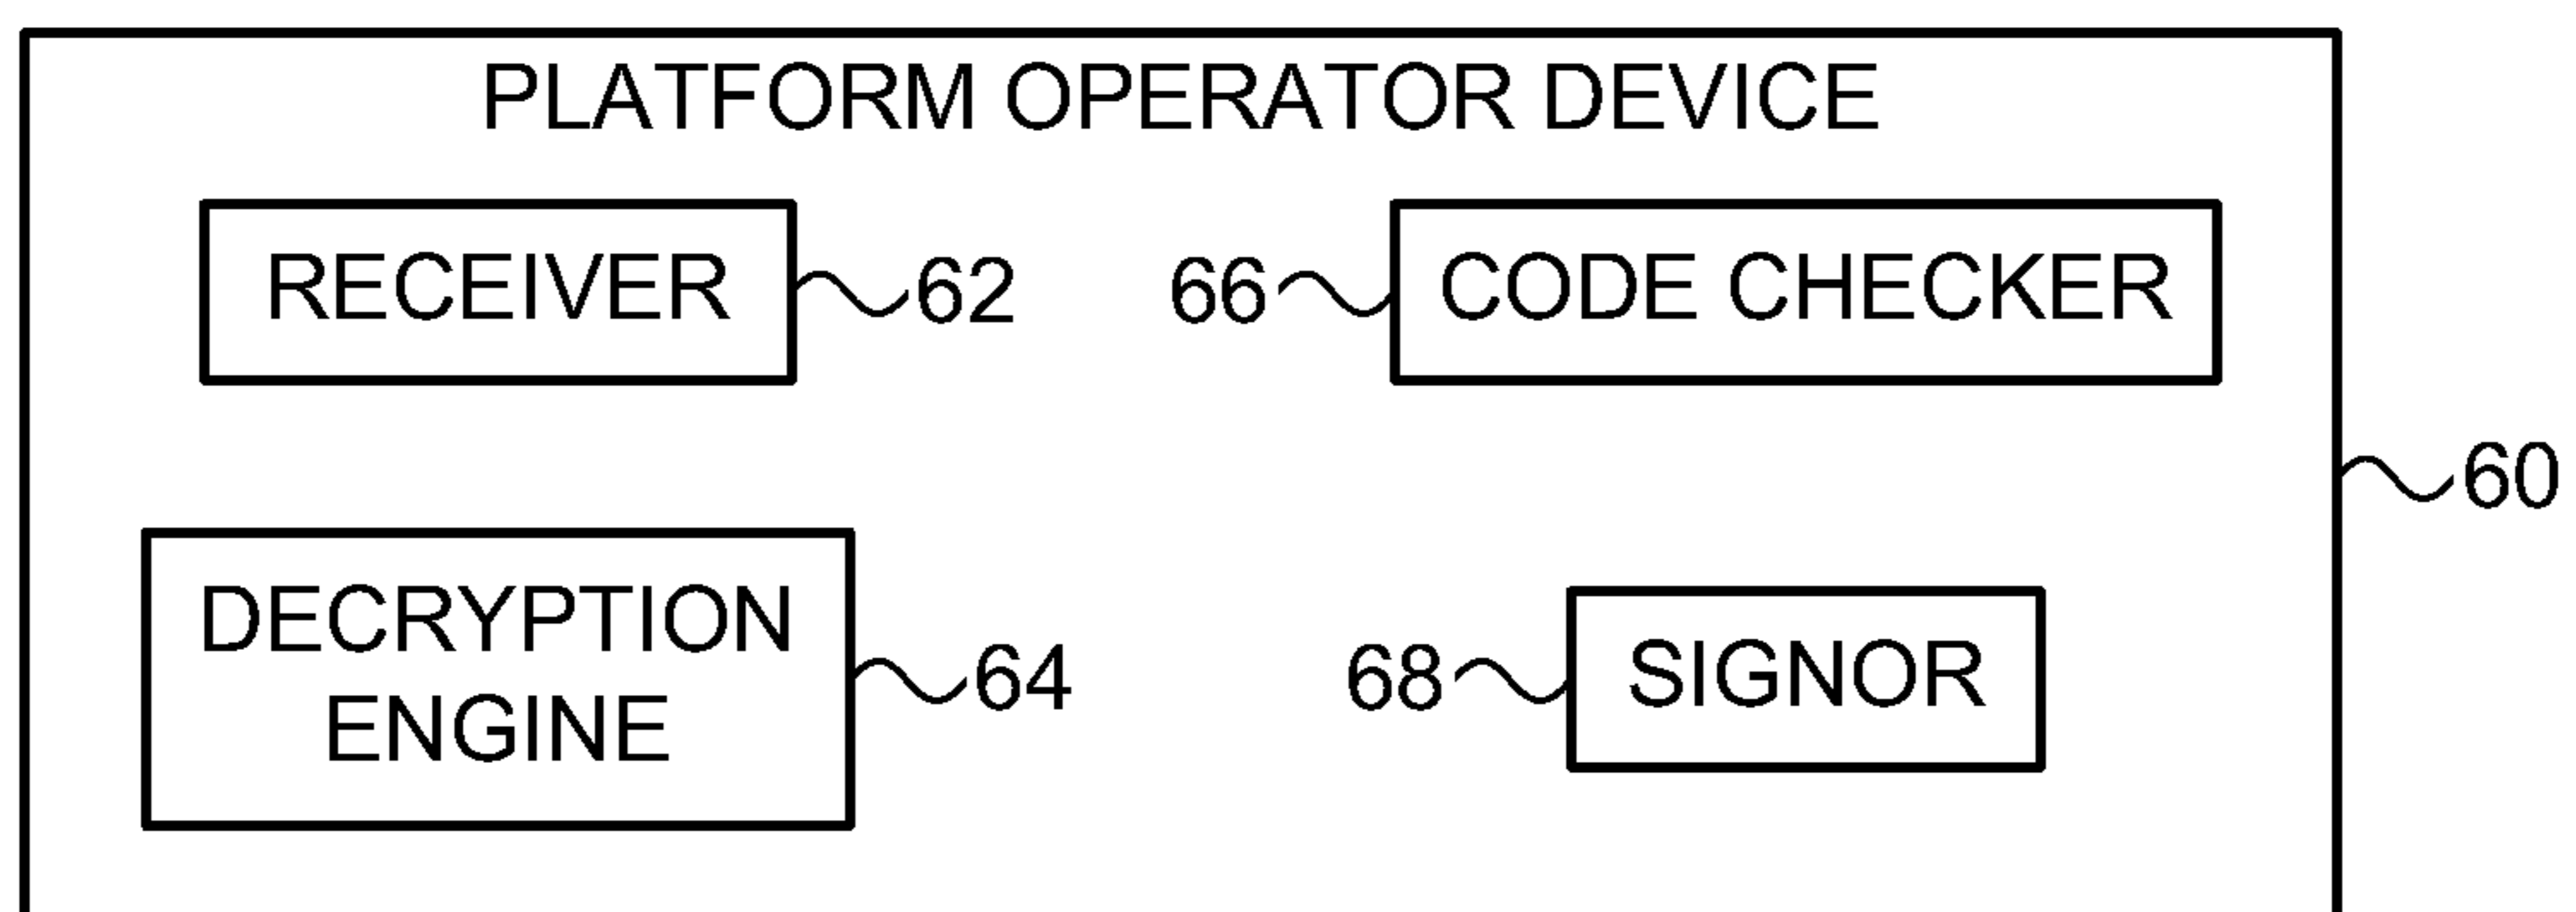 PLATFORM OPERATOR DEVICE
RECEIVER 62
66 CODE CHECKER
60
DECRYPTION
ENGINE
64
68 SIGNOR